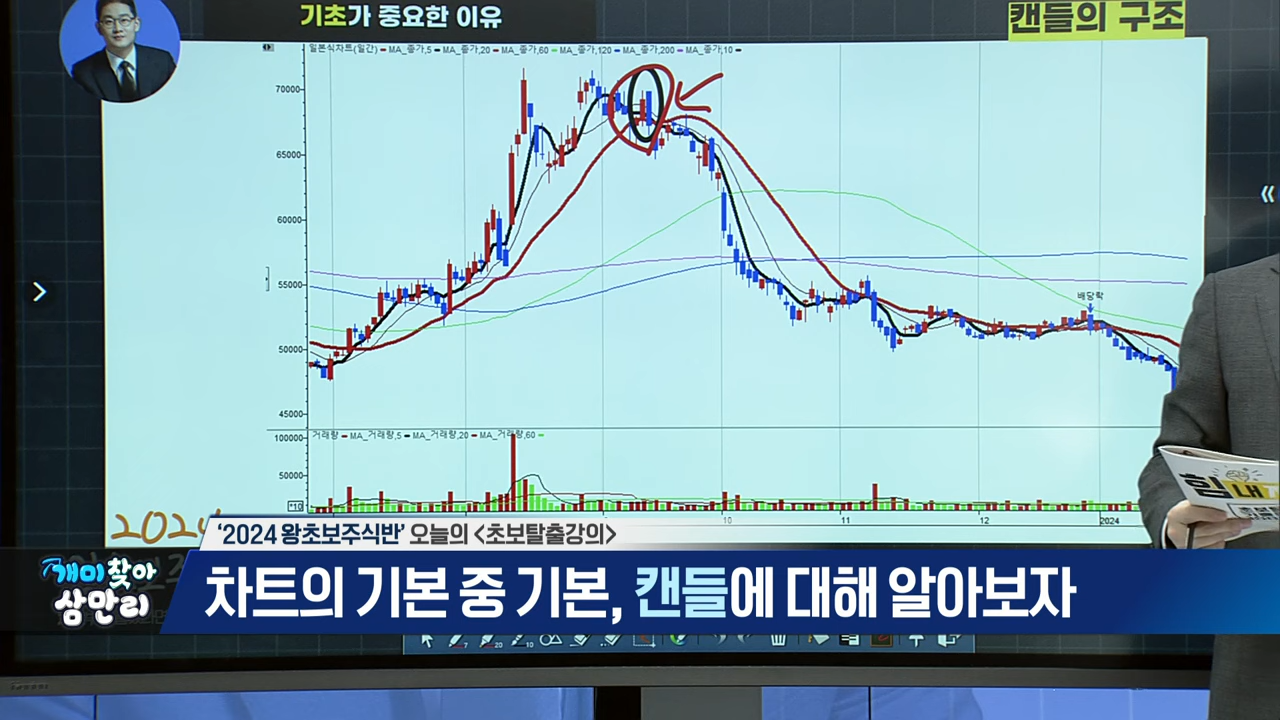 기초가 중요한 이유
캔들의 구조
일본식차트(일간) MA_종가,5 MA_종가,20 MA_종가,60 MA_종가,120 MA_종가,200 MA_종가,10
70000
65000
60000
55000
50000
45000
배당락
거래량 MA_거래량,5 MA_거래량,20 MA_거래량,60
100000
50000
*10
10
11
12
2024
힘내
'2024 왕초보주식반' 오늘의 <초보탈출강의>
개미찾아
삼만리
차트의 기본 중 기본, 캔들에 대해 알아보자
7
20
10